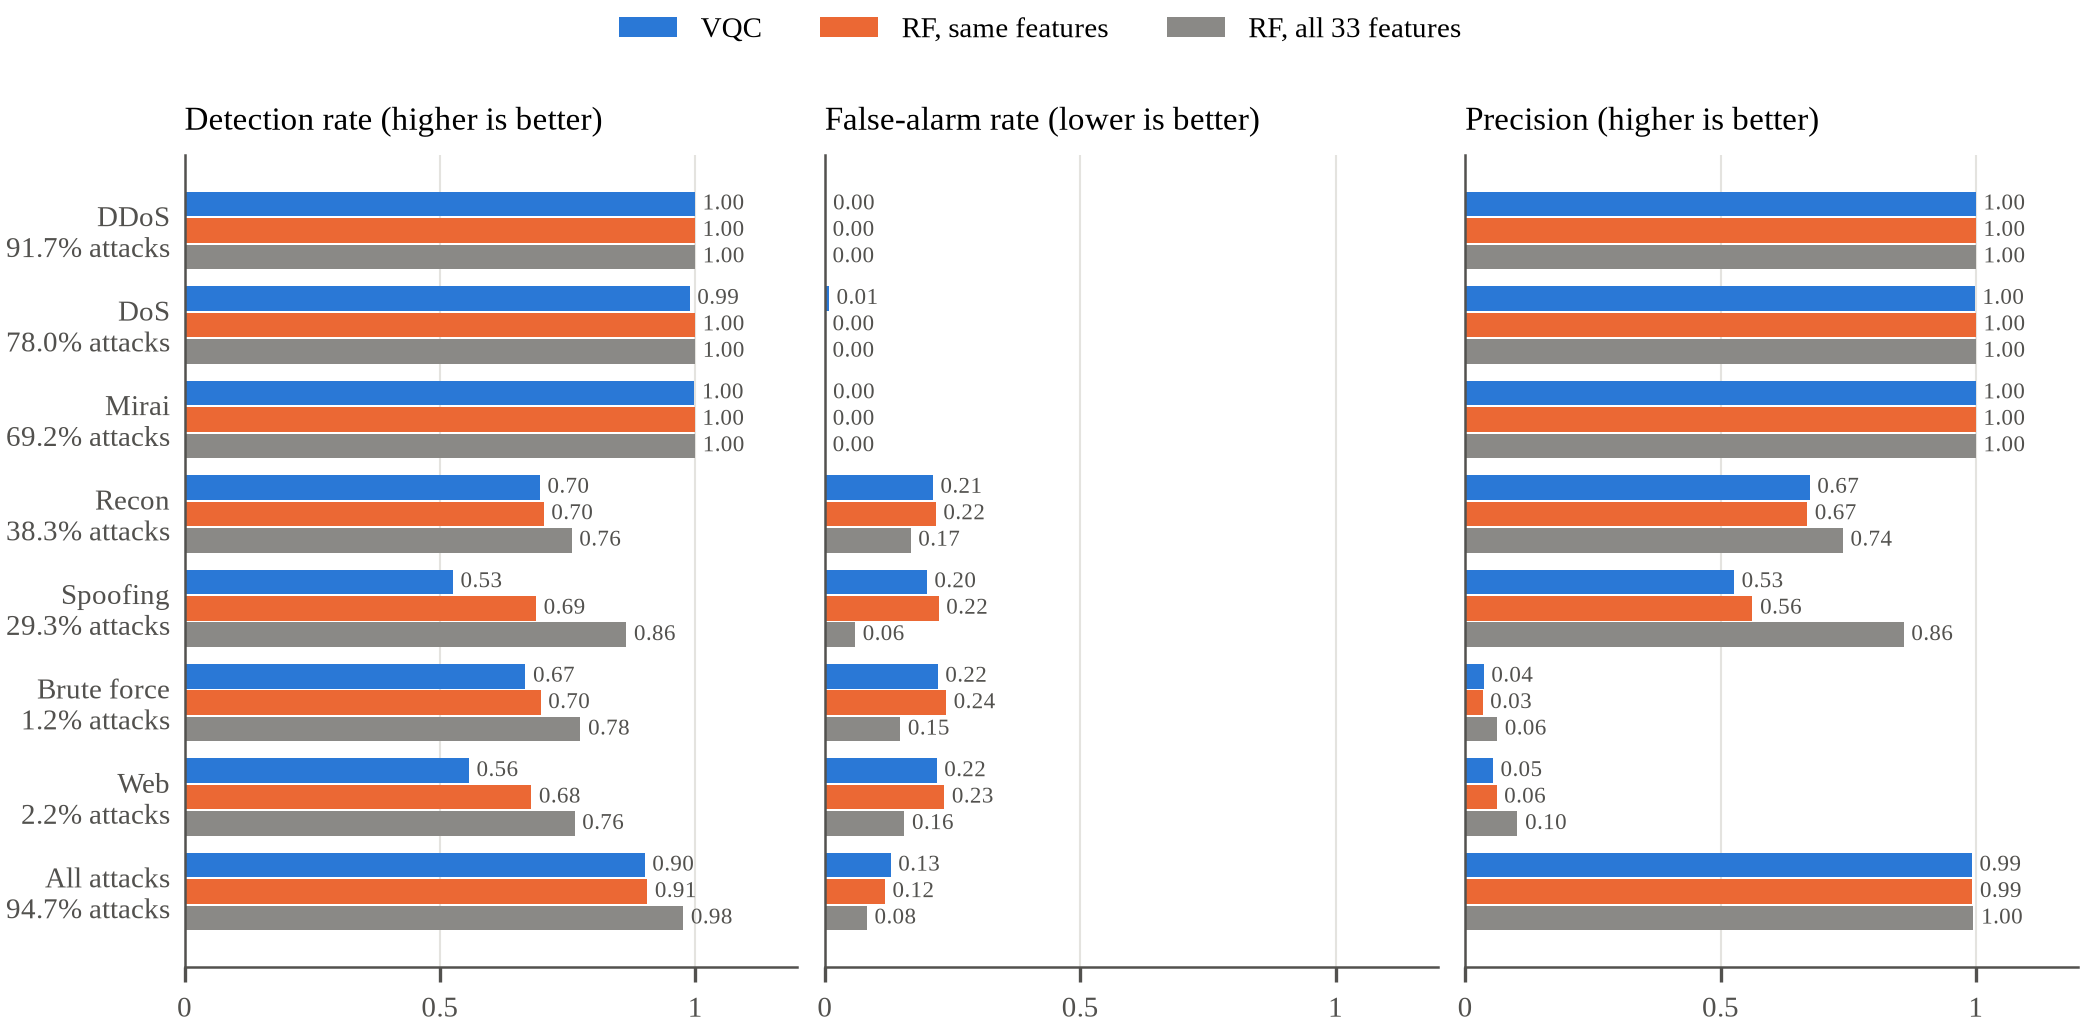 VQC
RF, same features
RF, all 33 features
Detection rate (higher is better)
False-alarm rate (lower is better)
Precision (higher is better)
DDoS
91.7% attacks
1.00
1.00
1.00
0.00
0.00
0.00
1.00
1.00
1.00
DoS
78.0% attacks
0.99
1.00
1.00
0.01
0.00
0.00
1.00
1.00
1.00
Mirai
69.2% attacks
1.00
1.00
1.00
0.00
0.00
0.00
1.00
1.00
1.00
Recon
38.3% attacks
0.70
0.70
0.76
0.21
0.22
0.17
0.67
0.67
0.74
Spoofing
29.3% attacks
0.53
0.69
0.86
0.20
0.22
0.06
0.53
0.56
0.86
Brute force
1.2% attacks
0.67
0.70
0.78
0.22
0.24
0.15
0.04
0.03
0.06
Web
2.2% attacks
0.56
0.68
0.76
0.22
0.23
0.16
0.05
0.06
0.10
All attacks
94.7% attacks
0.90
0.91
0.98
0.13
0.12
0.08
0.99
0.99
1.00
0 0.5 1
0 0.5 1
0 0.5 1